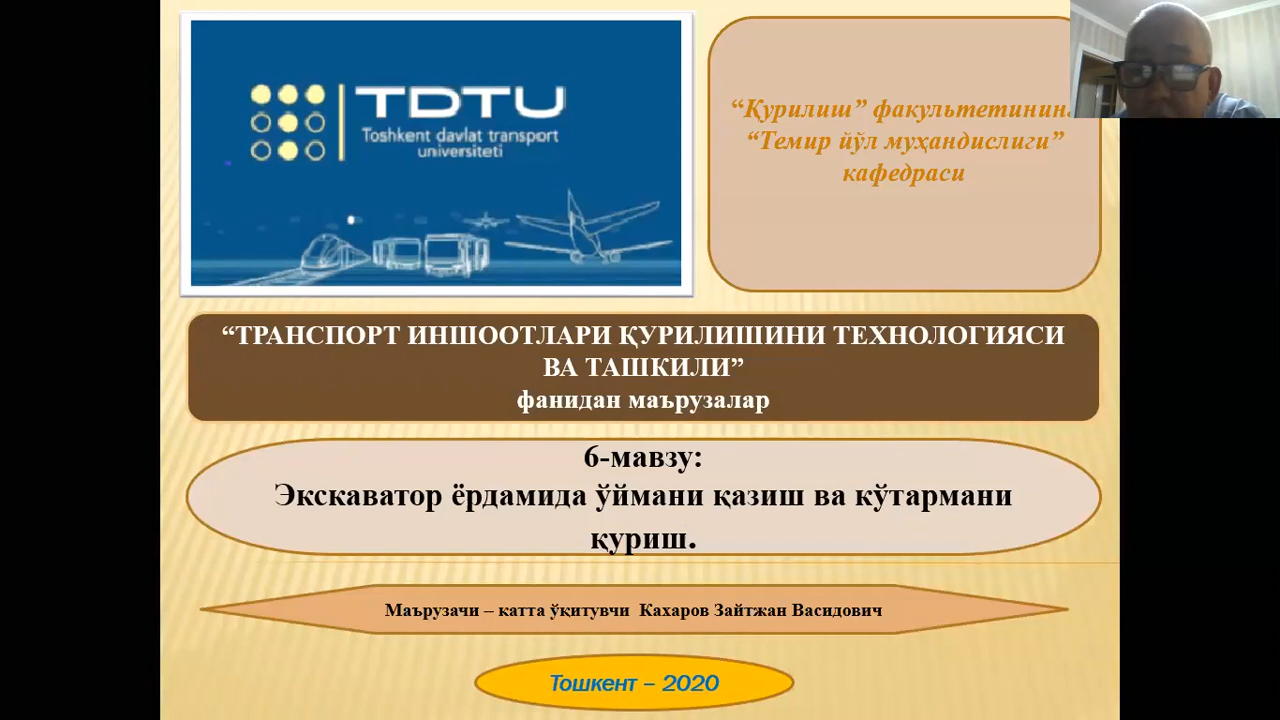 TDTU
Toshkent davlat transport
universiteti
“Қурилиш” факультетининг
“Темир йўл муҳандислиги”
кафедраси
“ТРАНСПОРТ ИНШООТЛАРИ ҚУРИЛИШИНИ ТЕХНОЛОГИЯСИ
ВА ТАШКИЛИ”
фанидан маърузалар
6-мавзу:
Экскаватор ёрдамида ўймани қазиш ва кўтармани
қуриш.
Маърузачи – катта ўқитувчи Кахаров Зайтжан Васидович
Тошкент – 2020